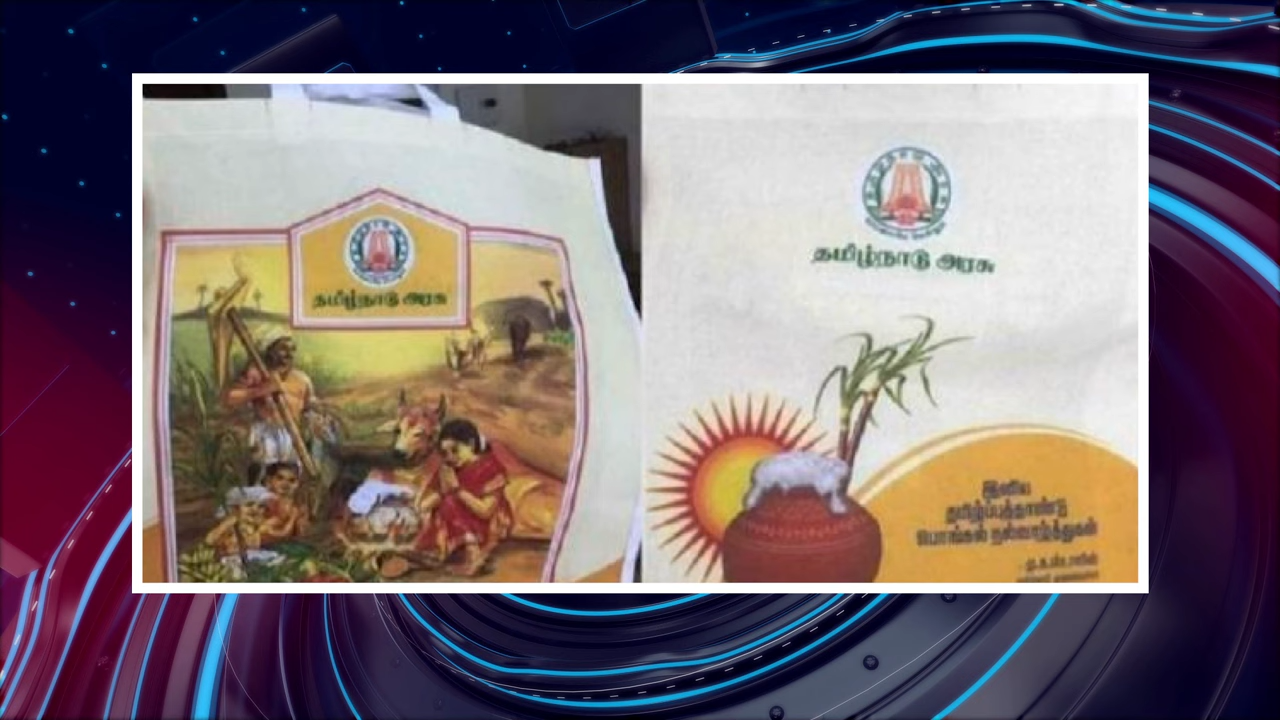 தமிழ்நாடு அரசு
தமிழ்நாடு அரசு
இனிய
தமிழ்ப்புத்தாண்டு
பொங்கல் நல்வாழ்த்துகள்
மு.க.ஸ்டாலின்